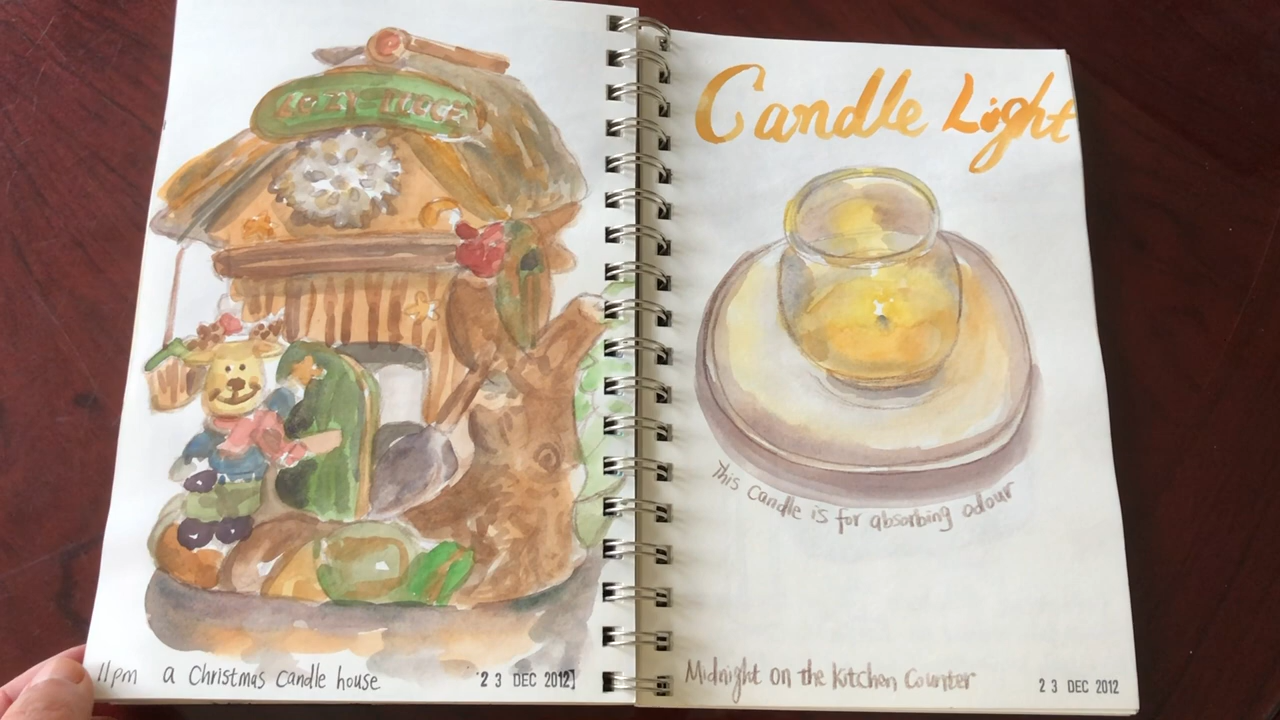 COZY
11pm a Christmas candle house
23 DEC 2012
Candle Light
This candle is for absorbing odour
Midnight on the kitchen counter
23 DEC 2012